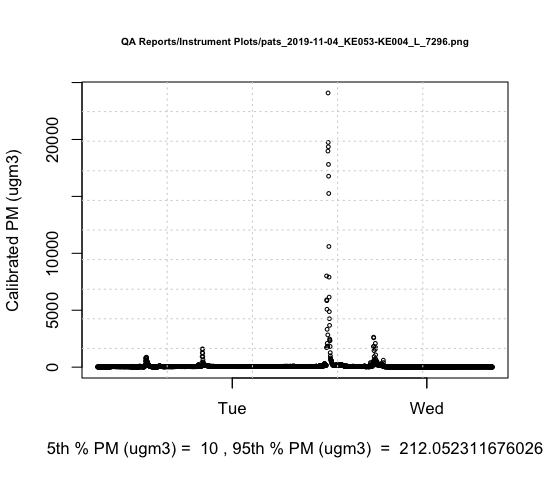 QA Reports/Instrument Plots/pats_2019-11-04_KE053-KE004_L_7296.png
Calibrated PM (ugm3)
20000
10000
5000
0
Tue
Wed
5th % PM (ugm3) = 10 , 95th % PM (ugm3) = 212.052311676026